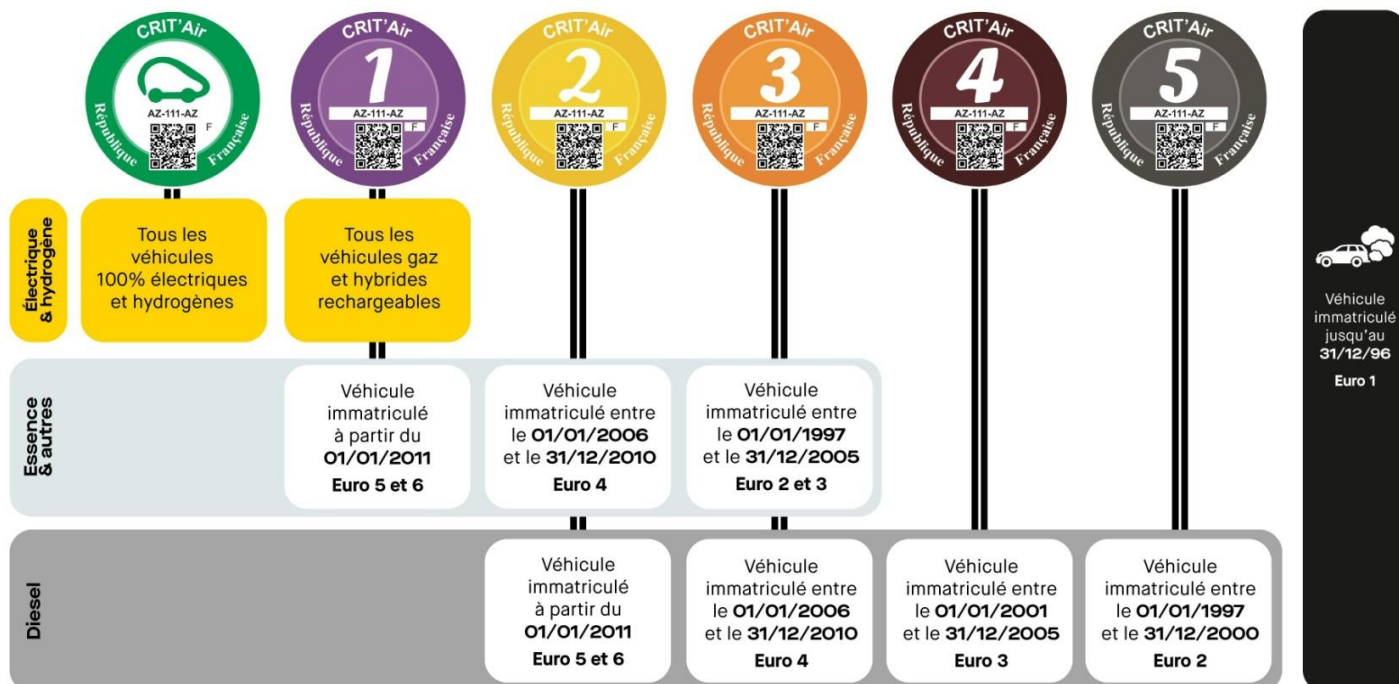 CRIT'Air
AZ-111-AZ
F
République Française
CRIT'Air
1
AZ-111-AZ
F
République Française
CRIT'Air
2
AZ-111-AZ
F
République Française
CRIT'Air
3
AZ-111-AZ
F
République Française
CRIT'Air
4
AZ-111-AZ
F
République Française
CRIT'Air
5
AZ-111-AZ
F
République Française
Électrique
& hydrogène
Tous les
véhicules
100% électriques
et hydrogènes
Tous les
véhicules gaz
et hybrides
rechargeables
Essence
& autres
Véhicule
immatriculé
à partir du
01/01/2011
Euro 5 et 6
Véhicule
immatriculé entre
le 01/01/2006
et le 31/12/2010
Euro 4
Véhicule
immatriculé entre
le 01/01/1997
et le 31/12/2005
Euro 2 et 3
Diesel
Véhicule
immatriculé
à partir du
01/01/2011
Euro 5 et 6
Véhicule
immatriculé entre
le 01/01/2006
et le 31/12/2010
Euro 4
Véhicule
immatriculé entre
le 01/01/2001
et le 31/12/2005
Euro 3
Véhicule
immatriculé entre
le 01/01/1997
et le 31/12/2000
Euro 2
Véhicule
immatriculé
jusqu'au
31/12/96
Euro 1